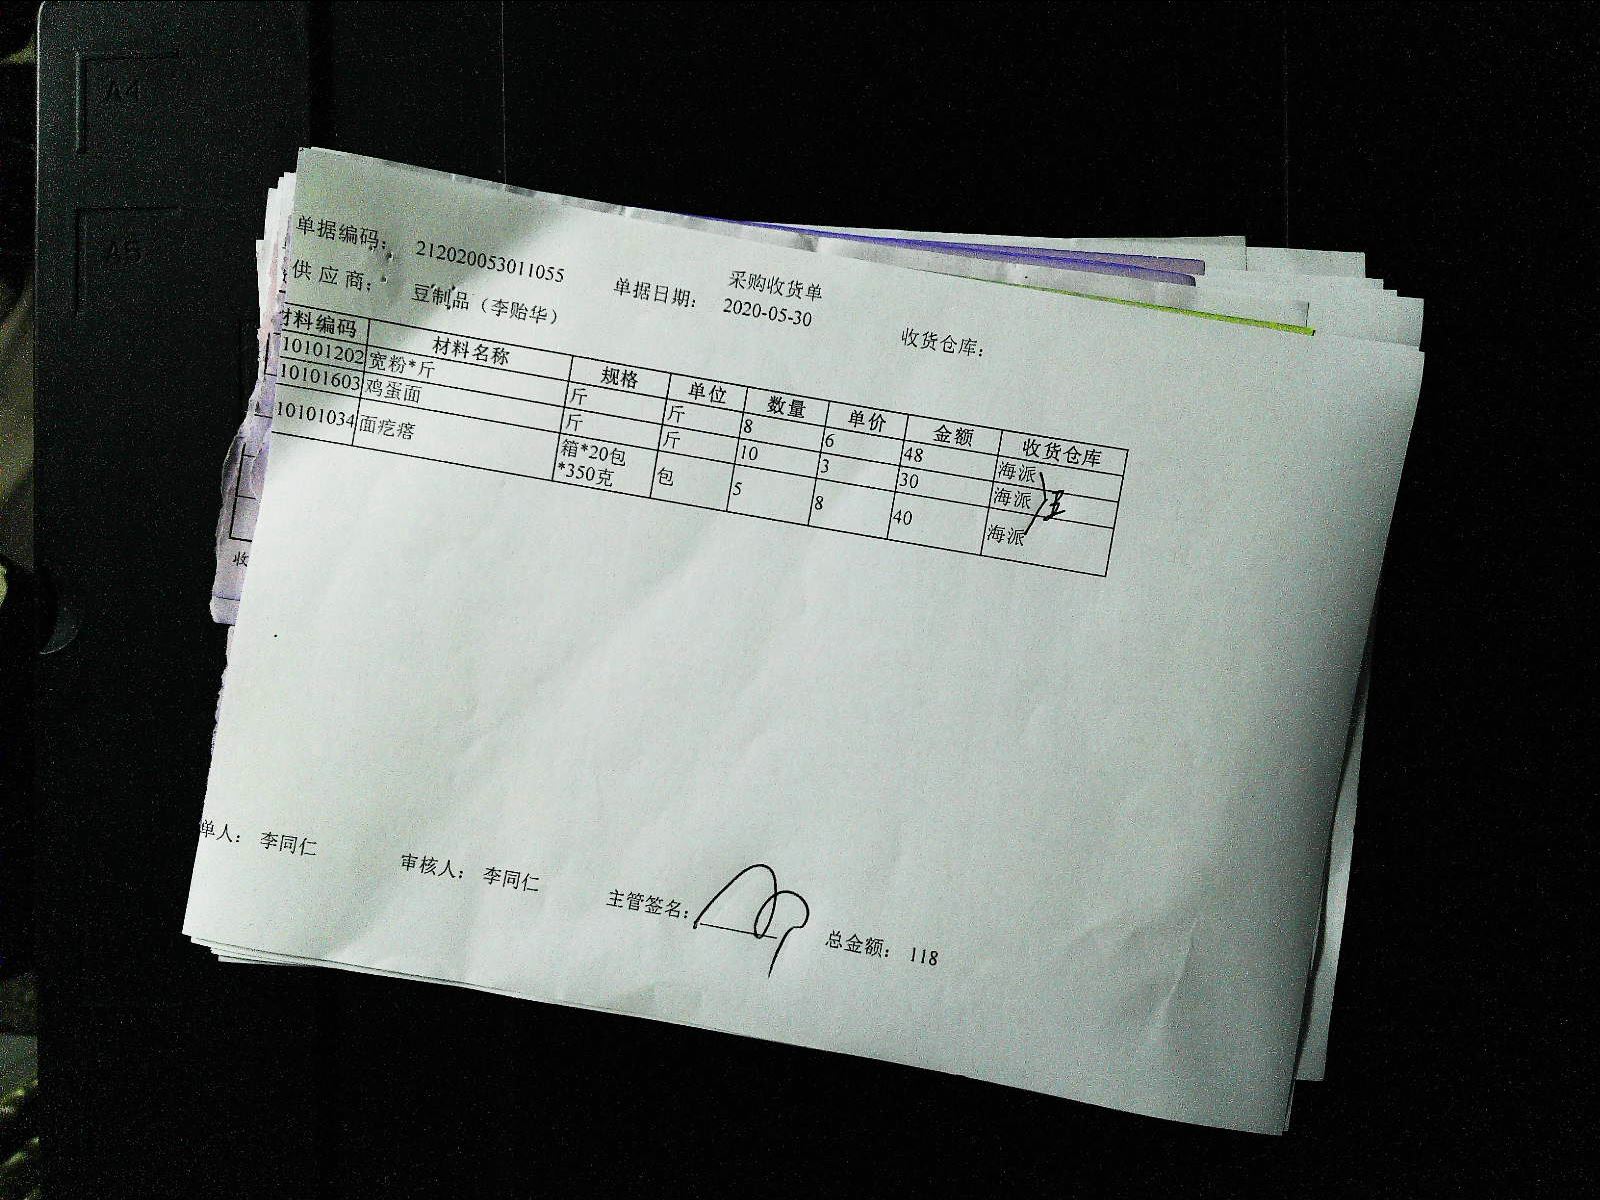 采购收货单
单据编码： 212020053011055 单据日期： 2020-05-30 收货仓库：
供 应 商： 豆制品（李贻华）
材料编码 材料名称 规格 单位 数量 单价 金额 收货仓库
10101202 宽粉*斤 斤 斤 8 6 48 海派
10101603 鸡蛋面 斤 斤 10 3 30 海派
10101034 面疙瘩 箱*20包*350克 包 5 8 40 海派
单人： 李同仁 审核人： 李同仁 主管签名： 总金额： 118
收
A4
A5